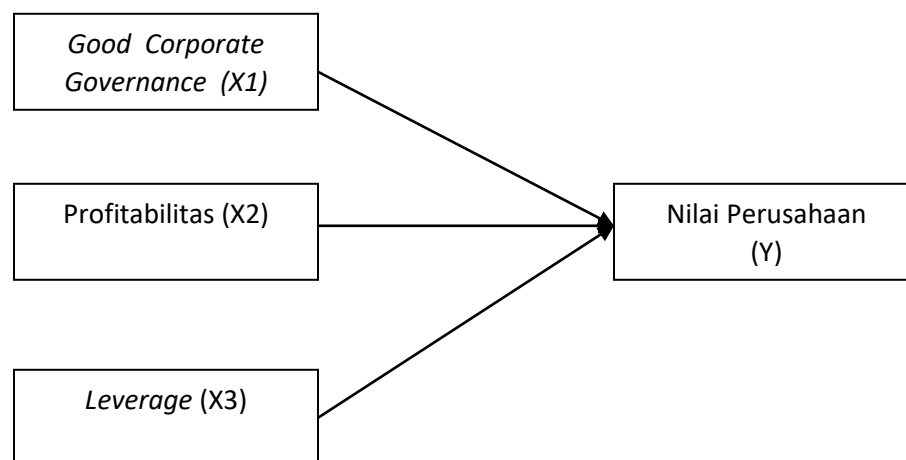 Good Corporate
Governance (X1)
Profitabilitas (X2)
Nilai Perusahaan
(Y)
Leverage (X3)